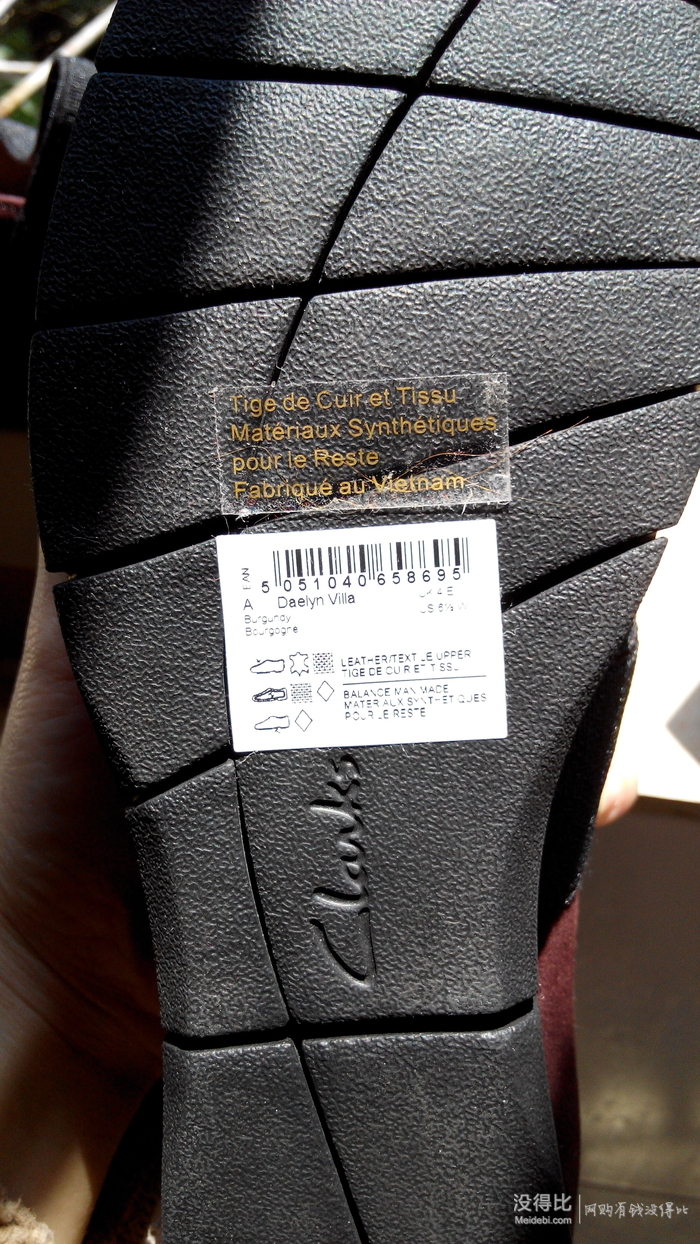 Tige de Cuir et Tissu
Matériaux Synthétiques
pour le Reste
Fabriqué au Vietnam
EAN
5 051040 658695
A Daelyn Villa UK 4 E
Burgundy US 6½ W
Bourgogne
LEATHER/TEXTILE UPPER
TIGE DE CUIR ET TISSU
BALANCE MAN MADE
MATERIAUX SYNTHETIQUES
POUR LE RESTE
Clarks
没得比 网购有钱没得比
Meidebi.com